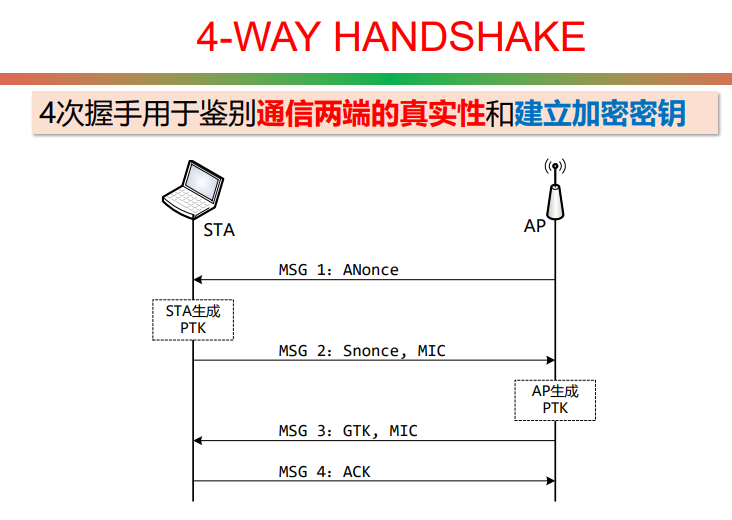 4-WAY HANDSHAKE
4次握手用于鉴别通信两端的真实性和建立加密密钥
STA
AP
MSG 1: ANonce
STA生成
PTK
MSG 2: Snonce, MIC
AP生成
PTK
MSG 3: GTK, MIC
MSG 4: ACK